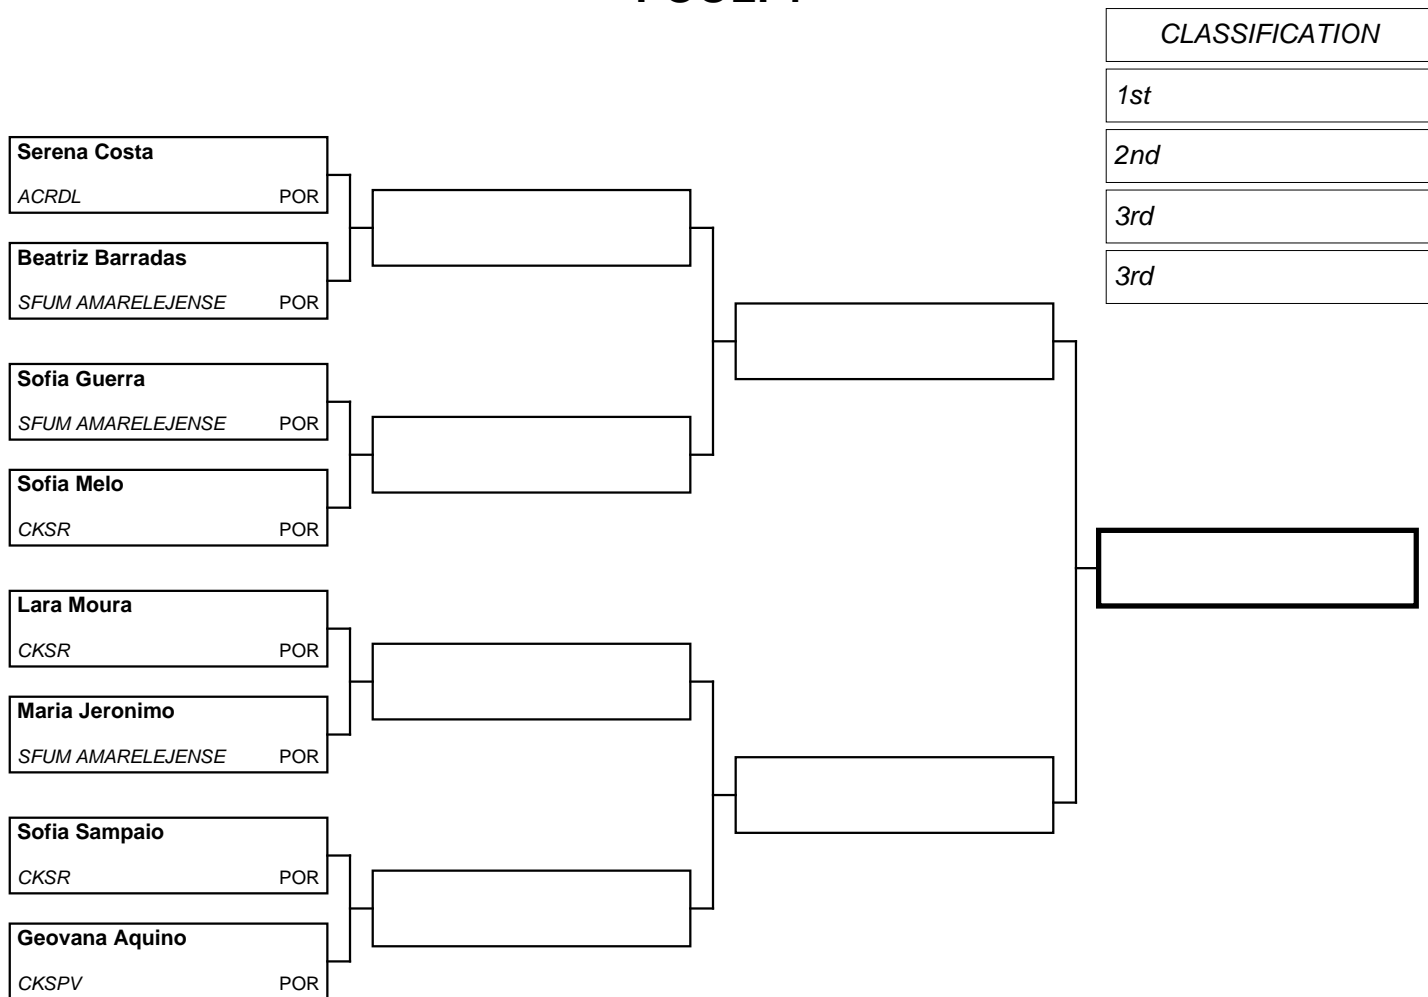 CLASSIFICATION
1st
2nd
3rd
3rd
Serena Costa
ACRDL POR
Beatriz Barradas
SFUM AMARELEJENSE POR
Sofia Guerra
SFUM AMARELEJENSE POR
Sofia Melo
CKSR POR
Lara Moura
CKSR POR
Maria Jeronimo
SFUM AMARELEJENSE POR
Sofia Sampaio
CKSR POR
Geovana Aquino
CKSPV POR